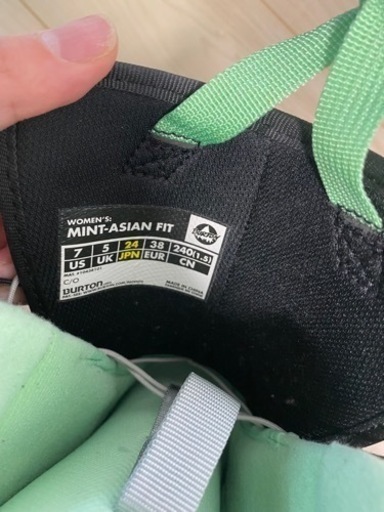 WOMEN'S:
MINT-ASIAN FIT
7 5 24 38 240(1.5)
US UK JPN EUR CN
C/O
BURTON